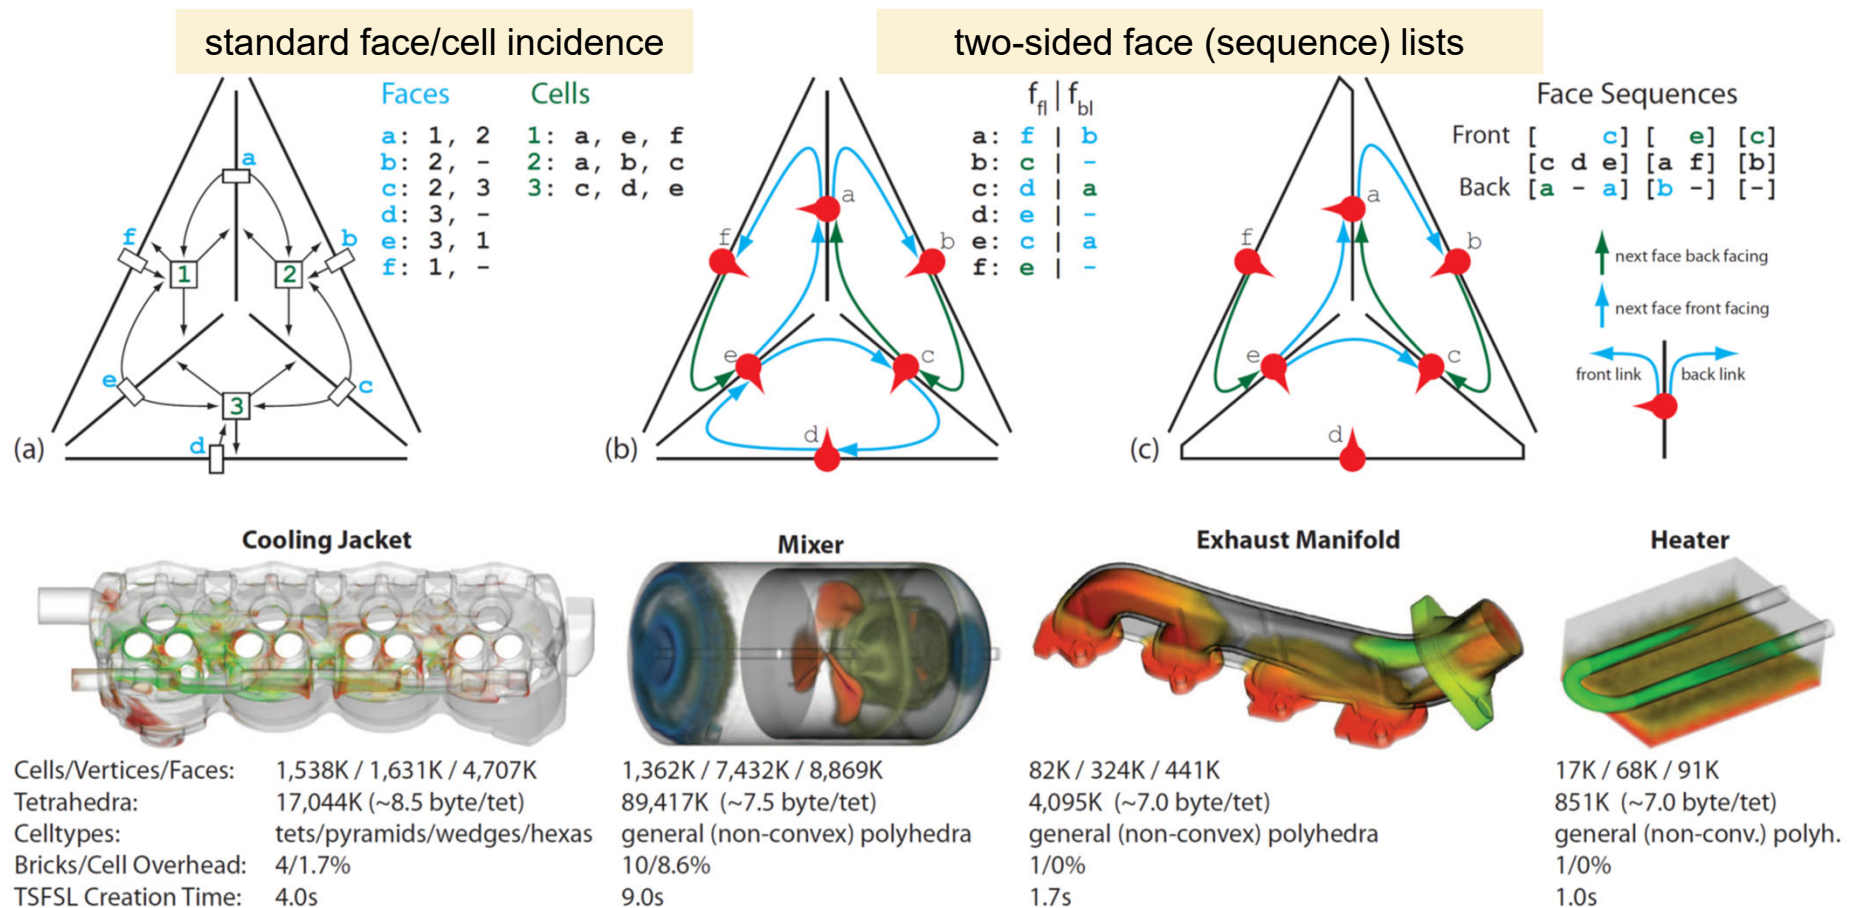 standard face/cell incidence
two-sided face (sequence) lists
Faces Cells
a: 1, 2 1: a, e, f
b: 2, - 2: a, b, c
c: 2, 3 3: c, d, e
d: 3, -
e: 3, 1
f: 1, -
a
f
b
1
2
e
c
3
d
(a)
f_fl | f_bl
a: f | b
b: c | -
c: d | a
d: e | -
e: c | a
f: e | -
a
f
b
e
c
d
(b)
a
f
b
e
c
d
(c)
Face Sequences
Front [ c] [ e] [c]
[c d e] [a f] [b]
Back [a - a] [b -] [-]
next face back facing
next face front facing
front link back link
Cooling Jacket
Mixer
Exhaust Manifold
Heater
Cells/Vertices/Faces: 1,538K / 1,631K / 4,707K 1,362K / 7,432K / 8,869K 82K / 324K / 441K 17K / 68K / 91K
Tetrahedra: 17,044K (~8.5 byte/tet) 89,417K (~7.5 byte/tet) 4,095K (~7.0 byte/tet) 851K (~7.0 byte/tet)
Celltypes: tets/pyramids/wedges/hexas general (non-convex) polyhedra general (non-convex) polyhedra general (non-conv.) polyh.
Bricks/Cell Overhead: 4/1.7% 10/8.6% 1/0% 1/0%
TSFSL Creation Time: 4.0s 9.0s 1.7s 1.0s